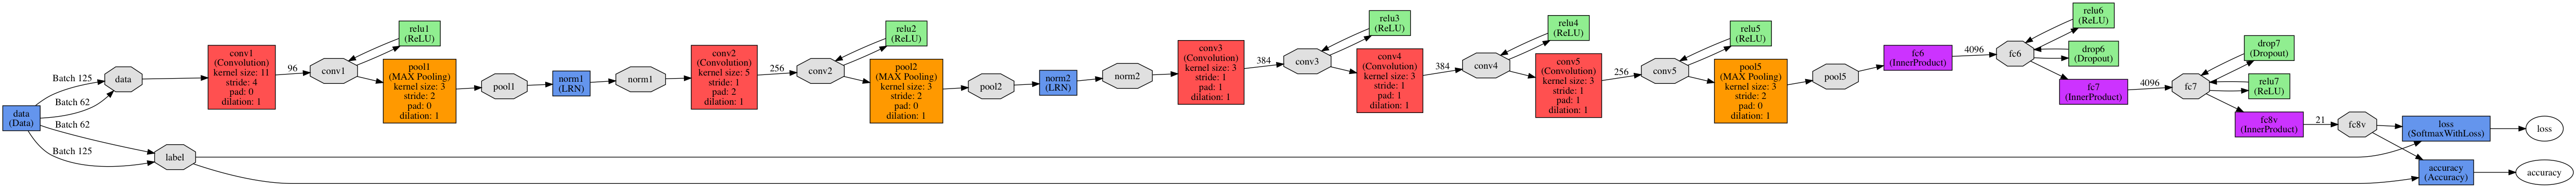 data
(Data)
Batch 125
Batch 62
Batch 62
Batch 125
data
label
conv1
(Convolution)
kernel size: 11
stride: 4
pad: 0
dilation: 1
96
conv1
relu1
(ReLU)
pool1
(MAX Pooling)
kernel size: 3
stride: 2
pad: 0
dilation: 1
pool1
norm1
(LRN)
norm1
conv2
(Convolution)
kernel size: 5
stride: 1
pad: 2
dilation: 1
256
conv2
relu2
(ReLU)
pool2
(MAX Pooling)
kernel size: 3
stride: 2
pad: 0
dilation: 1
pool2
norm2
(LRN)
norm2
conv3
(Convolution)
kernel size: 3
stride: 1
pad: 1
dilation: 1
384
conv3
relu3
(ReLU)
conv4
(Convolution)
kernel size: 3
stride: 1
pad: 1
dilation: 1
384
conv4
relu4
(ReLU)
conv5
(Convolution)
kernel size: 3
stride: 1
pad: 1
dilation: 1
256
conv5
relu5
(ReLU)
pool5
(MAX Pooling)
kernel size: 3
stride: 2
pad: 0
dilation: 1
pool5
fc6
(InnerProduct)
4096
fc6
relu6
(ReLU)
drop6
(Dropout)
fc7
(InnerProduct)
4096
fc7
drop7
(Dropout)
relu7
(ReLU)
fc8v
(InnerProduct)
21
fc8v
loss
(SoftmaxWithLoss)
loss
accuracy
(Accuracy)
accuracy